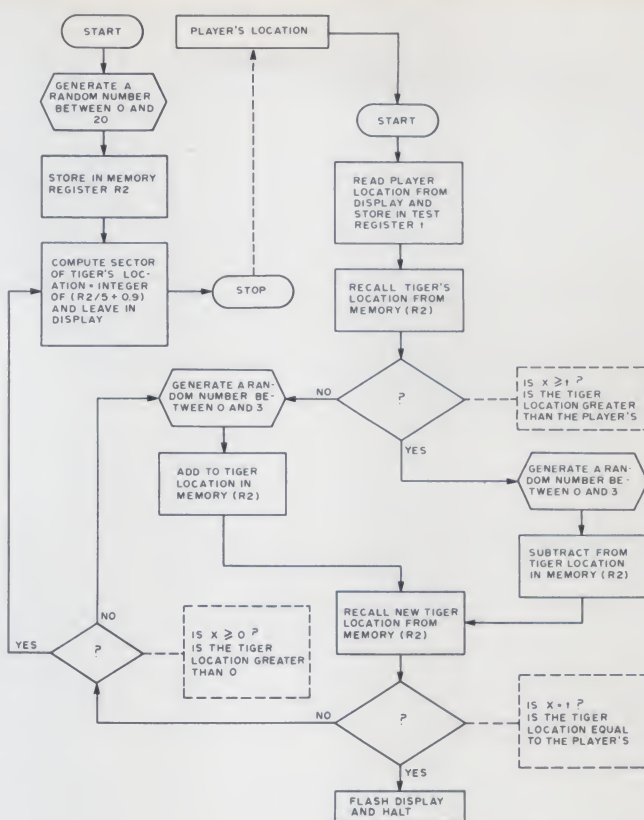 START
GENERATE A
RANDOM NUMBER
BETWEEN 0 AND
20
STORE IN MEMORY
REGISTER R2
COMPUTE SECTOR
OF TIGER'S LOC-
ATION = INTEGER
OF (R2/5 + 0.9)
AND LEAVE IN
DISPLAY
STOP
PLAYER'S LOCATION
START
READ PLAYER
LOCATION FROM
DISPLAY AND
STORE IN TEST
REGISTER t
RECALL TIGER'S
LOCATION FROM
MEMORY (R2)
?
NO
YES
IS X ≥ t ?
IS THE TIGER
LOCATION GREATER
THAN THE PLAYER'S
GENERATE A RAN-
DOM NUMBER BE-
TWEEN 0 AND 3
ADD TO TIGER
LOCATION IN
MEMORY (R2)
GENERATE A RAN-
DOM NUMBER BE-
TWEEN 0 AND 3
SUBTRACT FROM
TIGER LOCATION
IN MEMORY (R2)
RECALL NEW TIGER
LOCATION FROM
MEMORY (R2)
NO
YES
?
IS X ≥ 0 ?
IS THE TIGER
LOCATION GREATER
THAN 0
NO
?
YES
IS X = t ?
IS THE TIGER
LOCATION EQUAL
TO THE PLAYER'S
FLASH DISPLAY
AND HALT